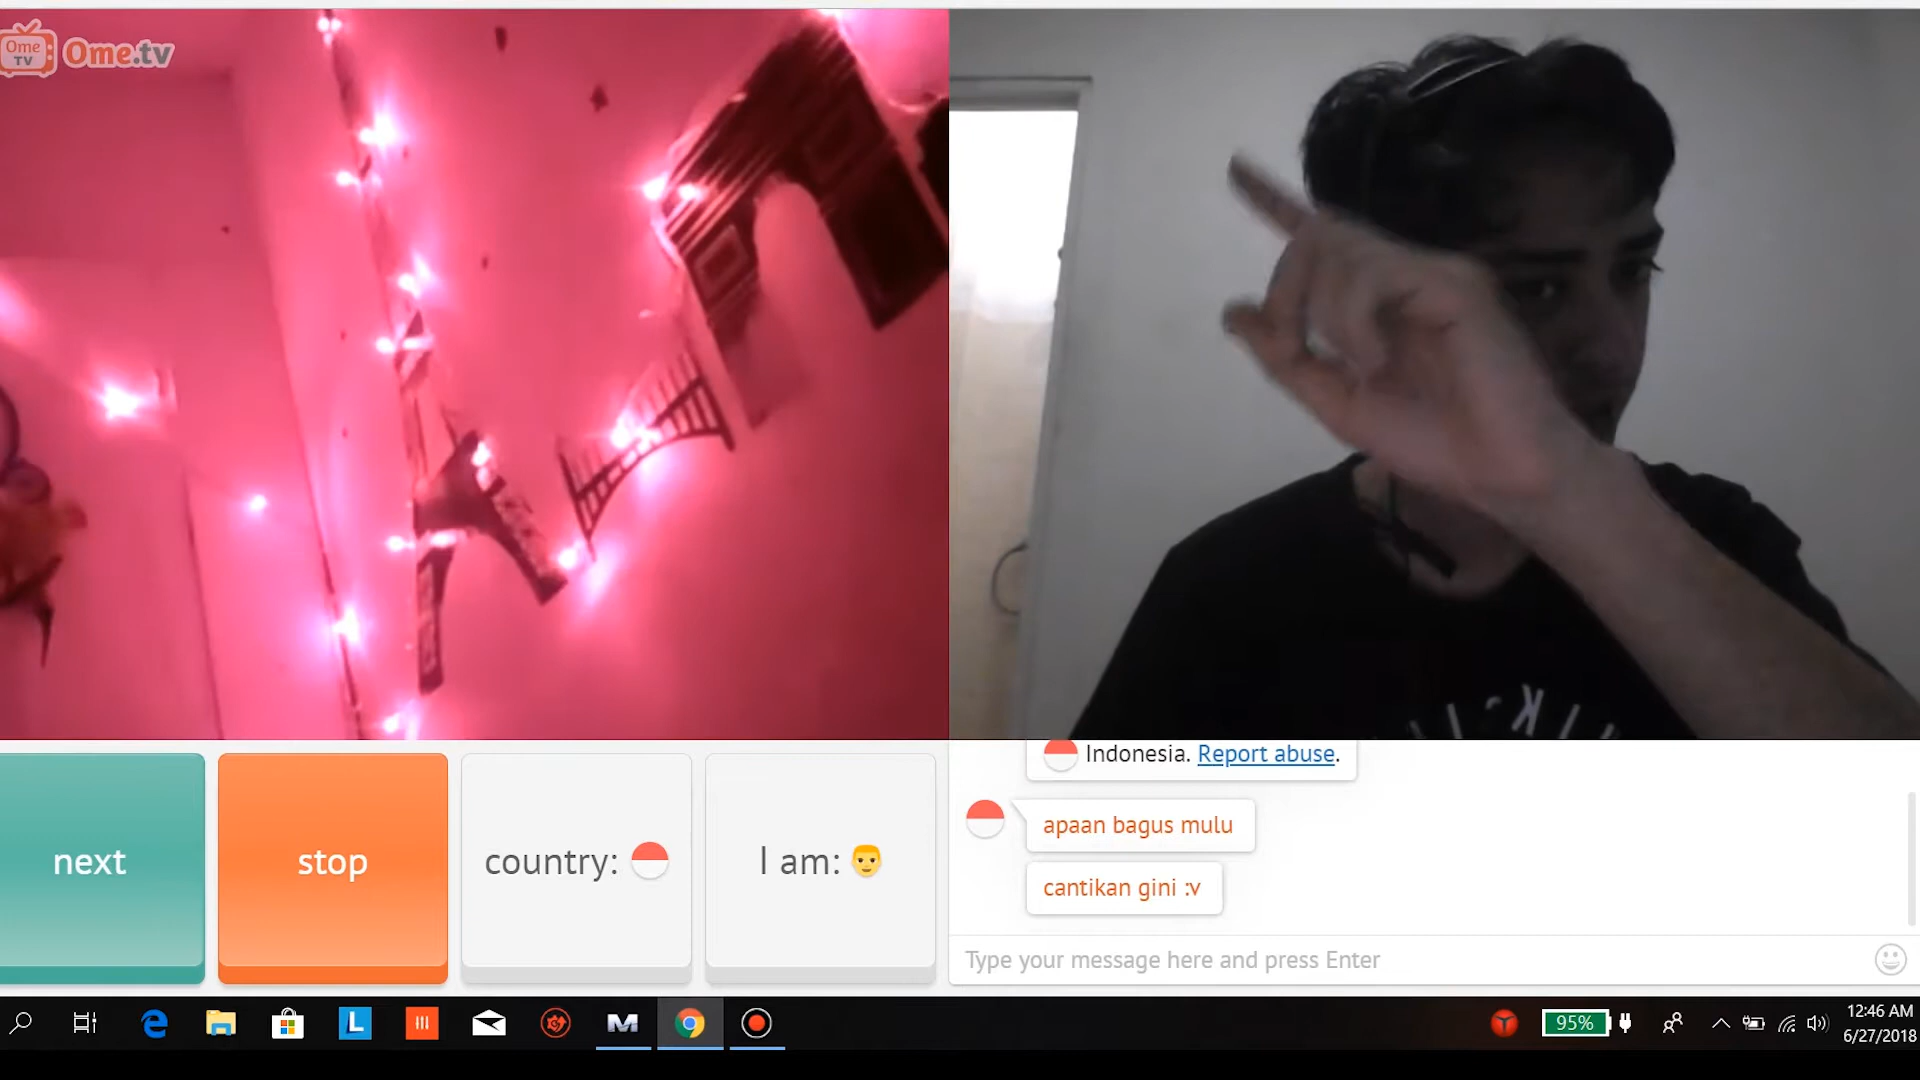 Ome
TV
Ome.tv
Indonesia. Report abuse.
apaan bagus mulu
cantikan gini :v
next
stop
country:
I am:
Type your message here and press Enter
L
95%
12:46 AM
6/27/2018